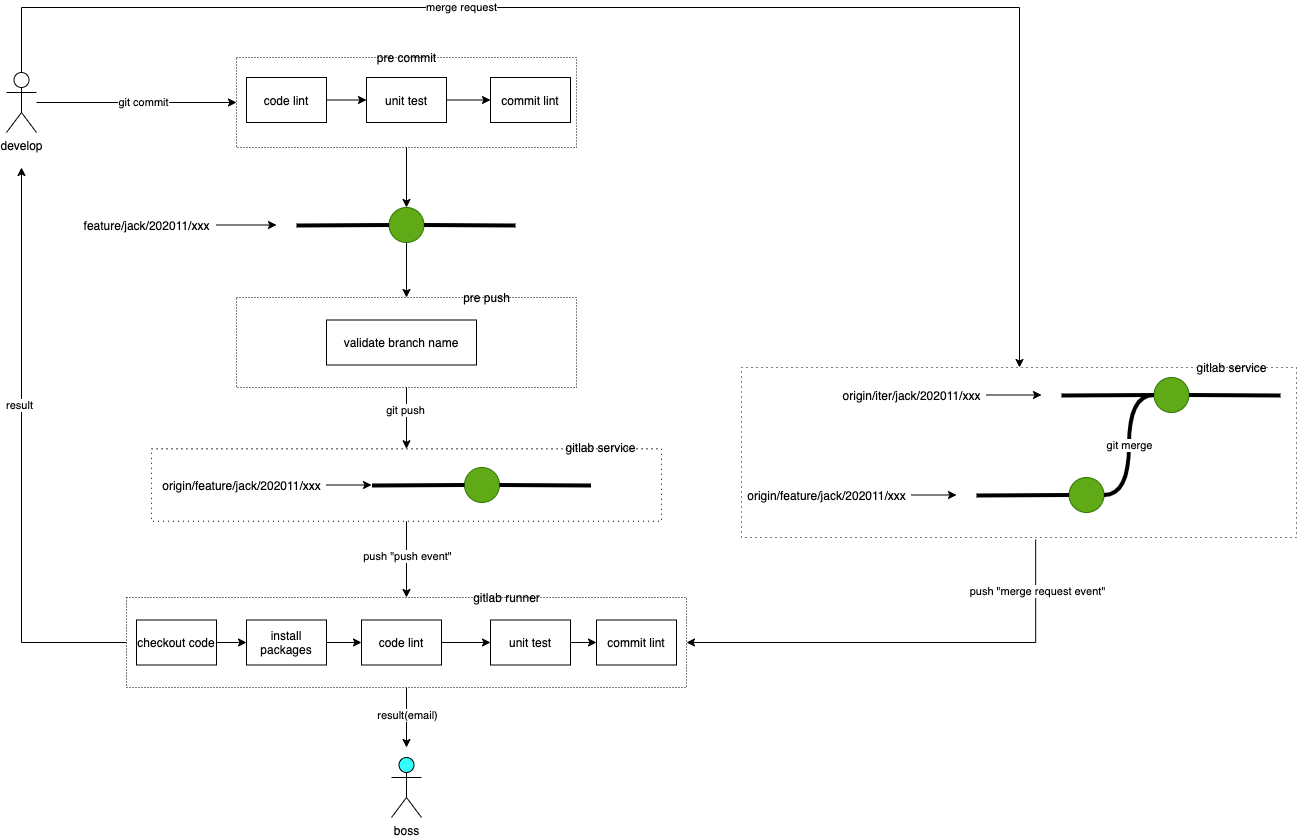 merge request
pre commit
code lint
unit test
commit lint
git commit
develop
feature/jack/202011/xxx
pre push
validate branch name
gitlab service
origin/iter/jack/202011/xxx
result
git push
git merge
gitlab service
origin/feature/jack/202011/xxx
origin/feature/jack/202011/xxx
push "push event"
push "merge request event"
gitlab runner
checkout code
install
packages
code lint
unit test
commit lint
result(email)
boss